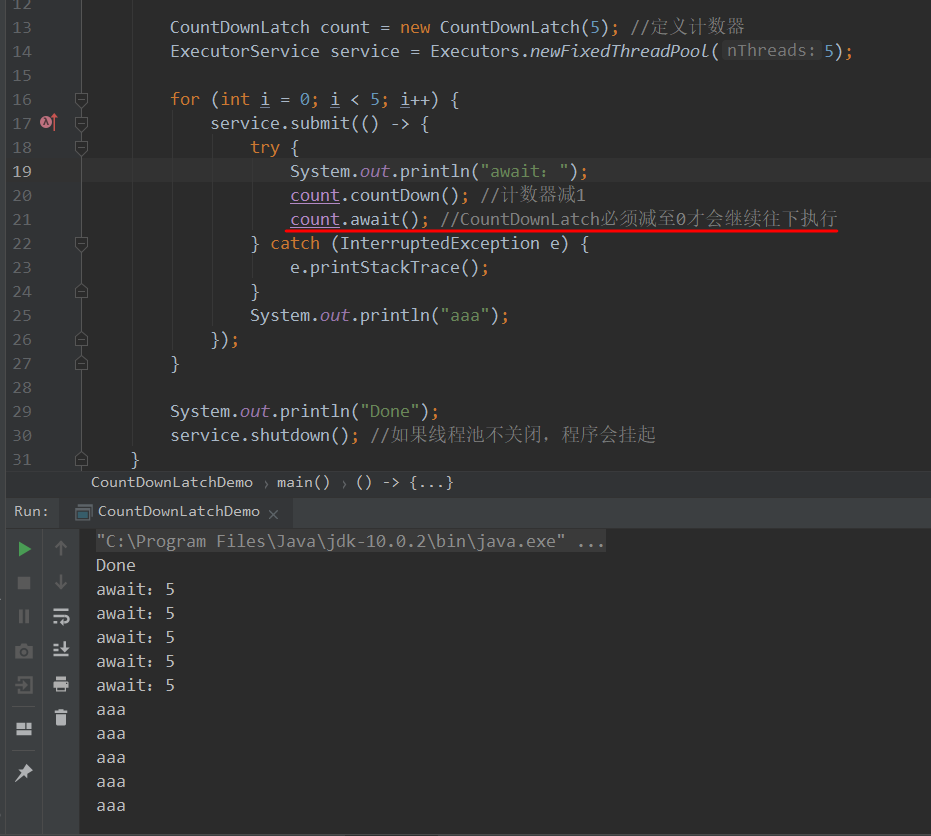 12
13 CountDownLatch count = new CountDownLatch(5); //定义计数器
14 ExecutorService service = Executors.newFixedThreadPool( nThreads: 5);
15
16 for (int i = 0; i < 5; i++) {
17 service.submit(() -> {
18 try {
19 System.out.println("await: ");
20 count.countDown(); //计数器减1
21 count.await(); //CountDownLatch必须减至0才会继续往下执行
22 } catch (InterruptedException e) {
23 e.printStackTrace();
24 }
25 System.out.println("aaa");
26 });
27 }
28
29 System.out.println("Done");
30 service.shutdown(); //如果线程池不关闭，程序会挂起
31 }
CountDownLatchDemo › main() › () -> {...}
Run: CountDownLatchDemo ×
"C:\Program Files\Java\jdk-10.0.2\bin\java.exe" ...
Done
await：5
await：5
await：5
await：5
await：5
aaa
aaa
aaa
aaa
aaa